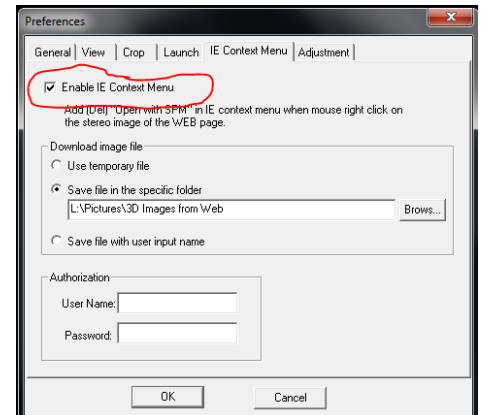 Preferences
General View Crop Launch IE Context Menu Adjustment
Enable IE Context Menu
Add (Del) "Open with SPM" in IE context menu when mouse right click on
the stereo image of the WEB page.
Download image file
Use temporary file
Save file in the specific folder
L:\Pictures\3D Images from Web Brows...
Save file with user input name
Authorization
User Name:
Password:
OK Cancel